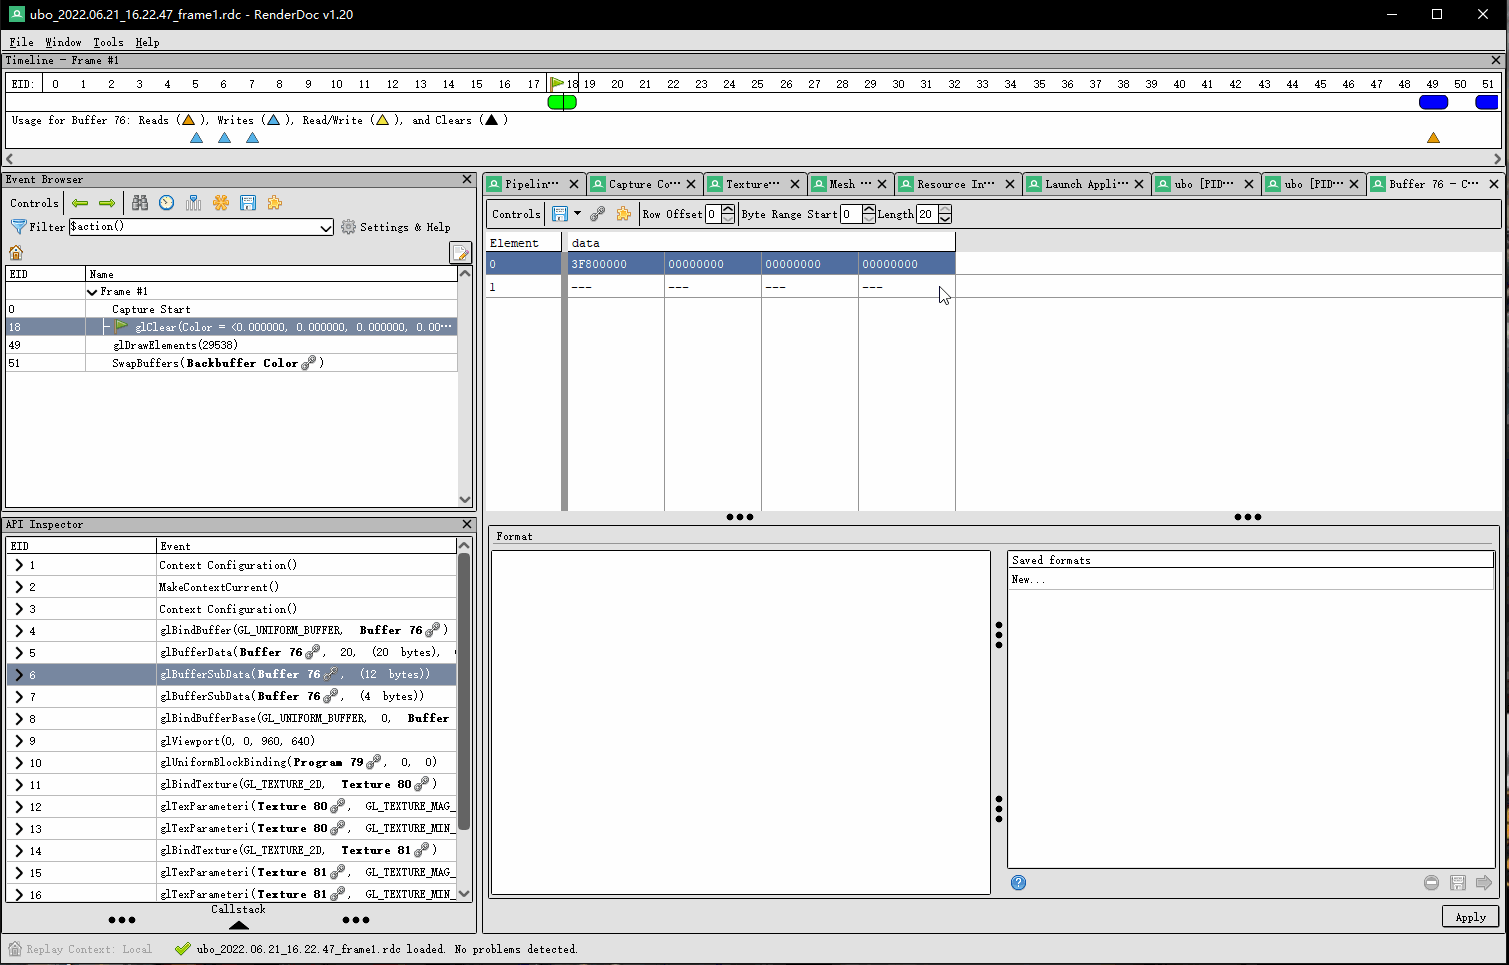 ubo_2022.06.21_16.22.47_frame1.rdc - RenderDoc v1.20
File Window Tools Help
Timeline - Frame #1
EID: 0 1 2 3 4 5 6 7 8 9 10 11 12 13 14 15 16 17 18 19 20 21 22 23 24 25 26 27 28 29 30 31 32 33 34 35 36 37 38 39 40 41 42 43 44 45 46 47 48 49 50 51
Usage for Buffer 76: Reads ( ), Writes ( ), Read/Write ( ), and Clears ( )
Event Browser
Controls
Filter $action() Settings & Help
EID Name
Frame #1
0 Capture Start
18 glClear(Color = <0.000000, 0.000000, 0.000000, 0.00...
49 glDrawElements(29538)
51 SwapBuffers(Backbuffer Color )
API Inspector
EID Event
1 Context Configuration()
2 MakeContextCurrent()
3 Context Configuration()
4 glBindBuffer(GL_UNIFORM_BUFFER, Buffer 76 )
5 glBufferData(Buffer 76 , 20, (20 bytes),
6 glBufferSubData(Buffer 76 , (12 bytes))
7 glBufferSubData(Buffer 76 , (4 bytes))
8 glBindBufferBase(GL_UNIFORM_BUFFER, 0, Buffer
9 glViewport(0, 0, 960, 640)
10 glUniformBlockBinding(Program 79 , 0, 0)
11 glBindTexture(GL_TEXTURE_2D, Texture 80 )
12 glTexParameteri(Texture 80 , GL_TEXTURE_MAG_
13 glTexParameteri(Texture 80 , GL_TEXTURE_MIN_
14 glBindTexture(GL_TEXTURE_2D, Texture 81 )
15 glTexParameteri(Texture 81 , GL_TEXTURE_MAG_
16 glTexParameteri(Texture 81 , GL_TEXTURE_MIN_
Callstack
Pipelin... Capture Co... Texture... Mesh ... Resource In... Launch Appli... ubo [PID... ubo [PID... Buffer 76 - C...
Controls Row Offset 0 Byte Range Start 0 Length 20
Element data
0 3F800000 00000000 00000000 00000000
1 --- --- --- ---
Format
Saved formats
New...
Apply
Replay Context: Local ubo_2022.06.21_16.22.47_frame1.rdc loaded. No problems detected.